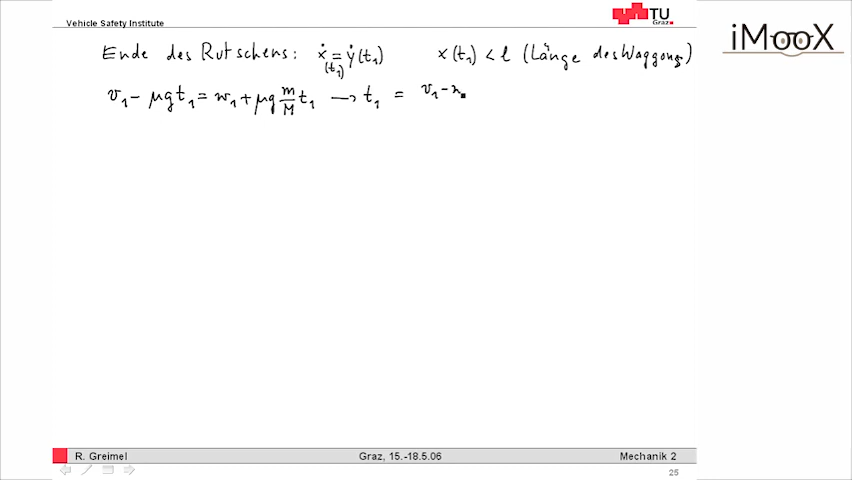 Vehicle Safety Institute
TU
Graz
iMooX
Ende des Rutschens: ẋ(t₁) = ẏ(t₁) x(t₁) < l (Länge des Waggons)
v₁ - μgt₁ = w₁ + μg m/M t₁ → t₁ = v₁ -
R. Greimel Graz, 15.-18.5.06 Mechanik 2
25